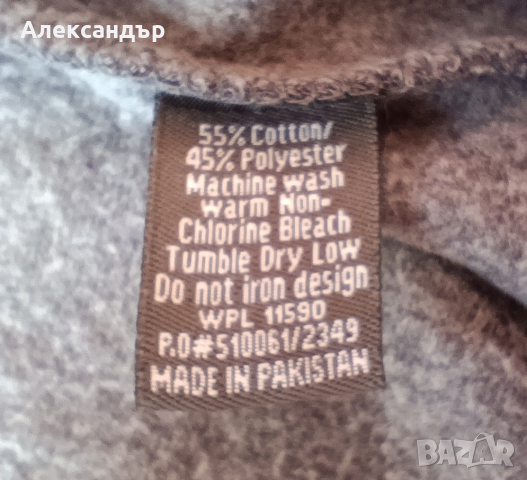 Александър
55% Cotton/
45% Polyester
Machine wash
warm Non-
Chlorine Bleach
Tumble Dry Low
Do not iron design
WPL 11590
P.O#510061/2349
MADE IN PAKISTAN
BAZAR